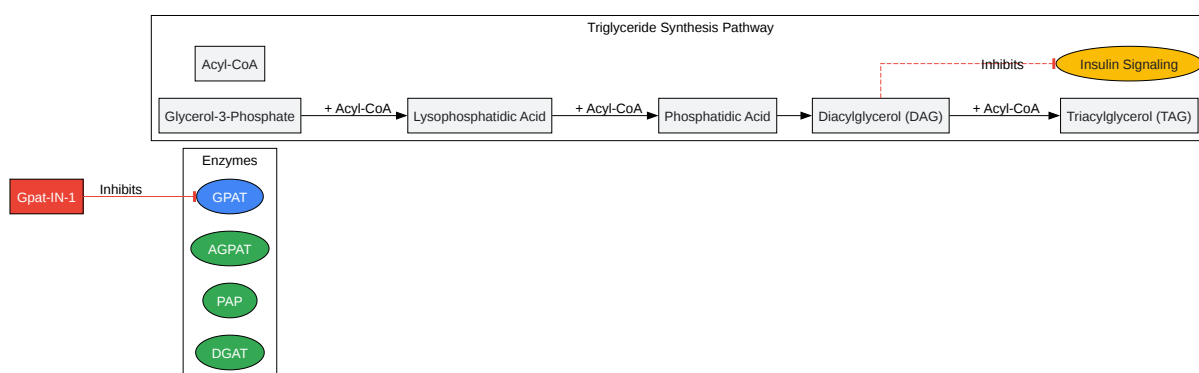 Triglyceride Synthesis Pathway
Acyl-CoA
Inhibits
Insulin Signaling
Glycerol-3-Phosphate
+ Acyl-CoA
Lysophosphatidic Acid
+ Acyl-CoA
Phosphatidic Acid
Diacylglycerol (DAG)
+ Acyl-CoA
Triacylglycerol (TAG)
Enzymes
Gpat-IN-1
Inhibits
GPAT
AGPAT
PAP
DGAT